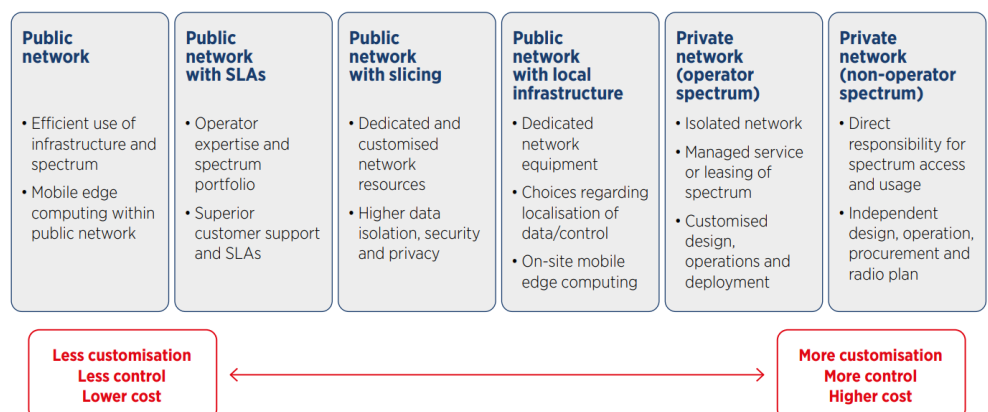 Public
network
• Efficient use of
infrastructure and
spectrum
• Mobile edge
computing within
public network
Public
network
with SLAs
• Operator
expertise and
spectrum
portfolio
• Superior
customer support
and SLAs
Public
network
with slicing
• Dedicated and
customised
network
resources
• Higher data
isolation, security
and privacy
Public
network
with local
infrastructure
• Dedicated
network
equipment
• Choices regarding
localisation of
data/control
• On-site mobile
edge computing
Private
network
(operator
spectrum)
• Isolated network
• Managed service
or leasing of
spectrum
• Customised
design,
operations and
deployment
Private
network
(non-operator
spectrum)
• Direct
responsibility for
spectrum access
and usage
• Independent
design, operation,
procurement and
radio plan
Less customisation
Less control
Lower cost
More customisation
More control
Higher cost